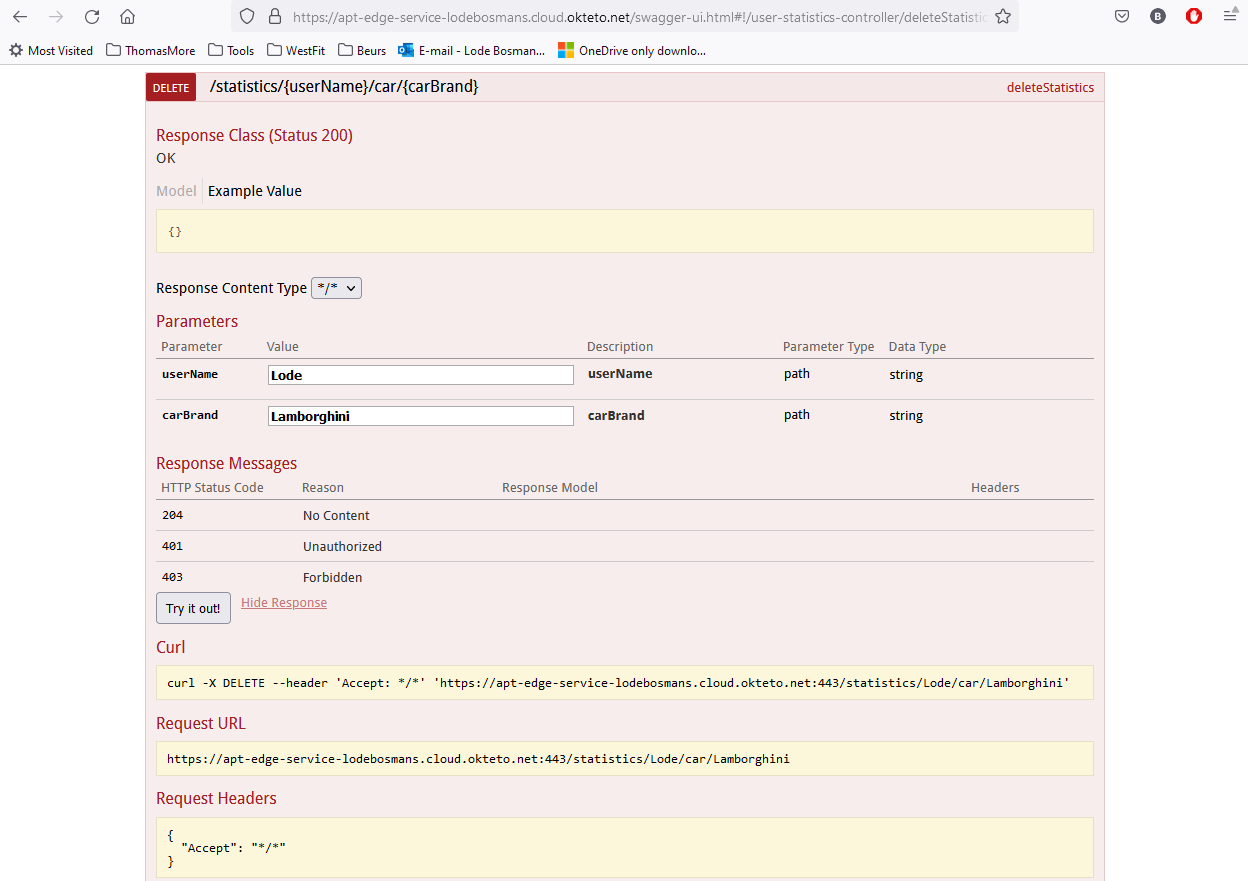 https://apt-edge-service-lodebosmans.cloud.okteto.net/swagger-ui.html#!/user-statistics-controller/deleteStatistic
B
Most Visited ThomasMore Tools WestFit Beurs E-mail - Lode Bosman... OneDrive only downlo...
DELETE /statistics/{userName}/car/{carBrand} deleteStatistics
Response Class (Status 200)
OK
Model Example Value
{}
Response Content Type */*
Parameters
Parameter Value Description Parameter Type Data Type
userName Lode userName path string
carBrand Lamborghini carBrand path string
Response Messages
HTTP Status Code Reason Response Model Headers
204 No Content
401 Unauthorized
403 Forbidden
Try it out! Hide Response
Curl
curl -X DELETE --header 'Accept: */*' 'https://apt-edge-service-lodebosmans.cloud.okteto.net:443/statistics/Lode/car/Lamborghini'
Request URL
https://apt-edge-service-lodebosmans.cloud.okteto.net:443/statistics/Lode/car/Lamborghini
Request Headers
{
"Accept": "*/*"
}